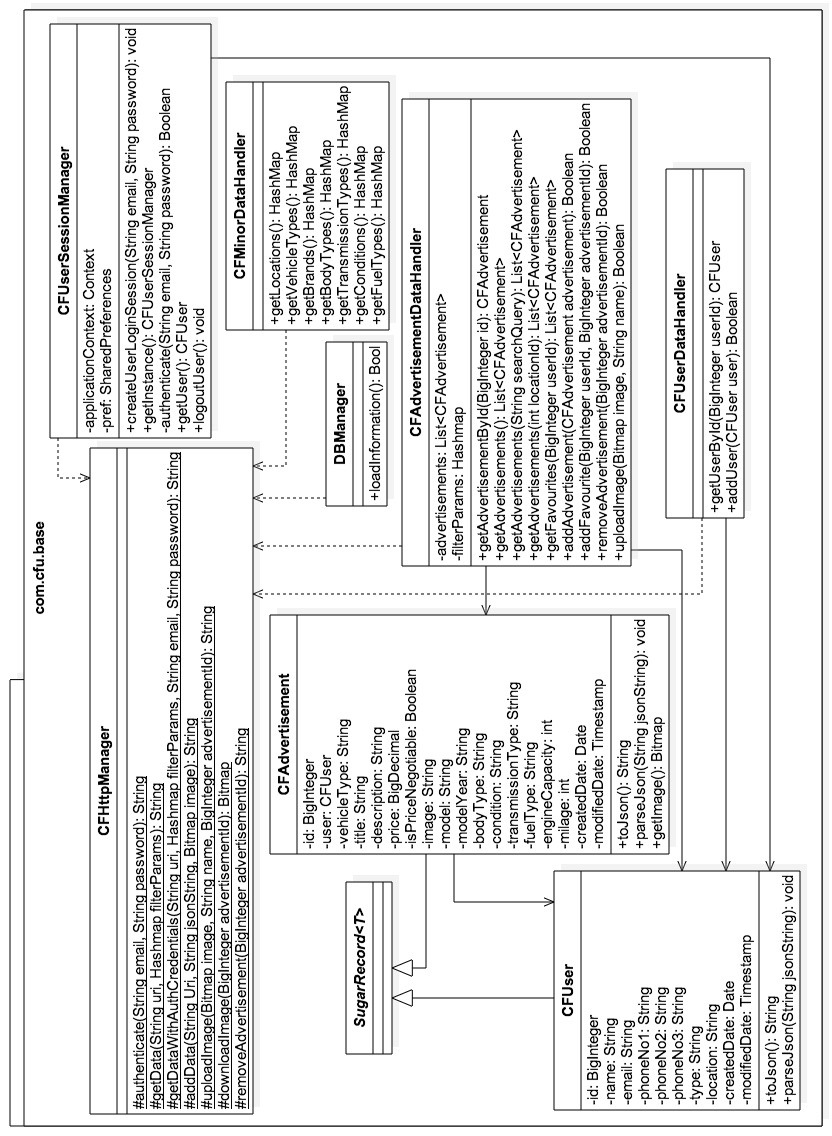 com.cfu.base
CFHttpManager
#authenticate(String email, String password): String
#getData(String uri, Hashmap filterParams): String
#getDataWithAuthCredentials(String uri, Hashmap filterParams, String email, String password): String
#addData(String Uri, String jsonString, Bitmap image): String
#uploadImage(Bitmap image, String name, BigInteger advertisementId): String
#downloadImage(BigInteger advertisementId): Bitmap
#removeAdvertisement(BigInteger advertisementId): String
CFUserSessionManager
-applicationContext: Context
-pref: SharedPreferences
+createUserLoginSession(String email, String password): void
+getInstance(): CFUserSessionManager
-authenticate(String email, String password): Boolean
+getUser(): CFUser
+logoutUser(): void
CFMinorDataHandler
+getLocations(): HashMap
+getVehicleTypes(): HashMap
+getBrands(): HashMap
+getBodyTypes(): HashMap
+getTransmissionTypes(): HashMap
+getConditions(): HashMap
+getFuelTypes(): HashMap
DBManager
+loadInformation(): Bool
CFAdvertisementDataHandler
-advertisements: List<CFAdvertisement>
-filterParams: Hashmap
+getAdvertisementById(BigInteger id): CFAdvertisement
+getAdvertisements(): List<CFAdvertisement>
+getAdvertisements(String searchQuery): List<CFAdvertisement>
+getAdvertisements(int locationId): List<CFAdvertisement>
+getFavourites(BigInteger userId): List<CFAdvertisement>
+addAdvertisement(CFAdvertisement advertisement): Boolean
+addFavourite(BigInteger userId, BigInteger advertisementId): Boolean
+removeAdvertisement(BigInteger advertisementId): Boolean
+uploadImage(Bitmap image, String name): Boolean
CFUserDataHandler
+getUserById(BigInteger userId): CFUser
+addUser(CFUser user): Boolean
CFAdvertisement
-id: BigInteger
-user: CFUser
-vehicleType: String
-title: String
-description: String
-price: BigDecimal
-isPriceNegotiable: Boolean
-image: String
-model: String
-modelYear: String
-bodyType: String
-condition: String
-transmissionType: String
-fuelType: String
-engineCapacity: int
-milage: int
-createdDate: Date
-modifiedDate: Timestamp
+toJson(): String
+parseJson(String jsonString): void
+getImage(): Bitmap
SugarRecord<T>
CFUser
-id: BigInteger
-name: String
-email: String
-phoneNo1: String
-phoneNo2: String
-phoneNo3: String
-type: String
-location: String
-createdDate: Date
-modifiedDate: Timestamp
+toJson(): String
+parseJson(String jsonString): void